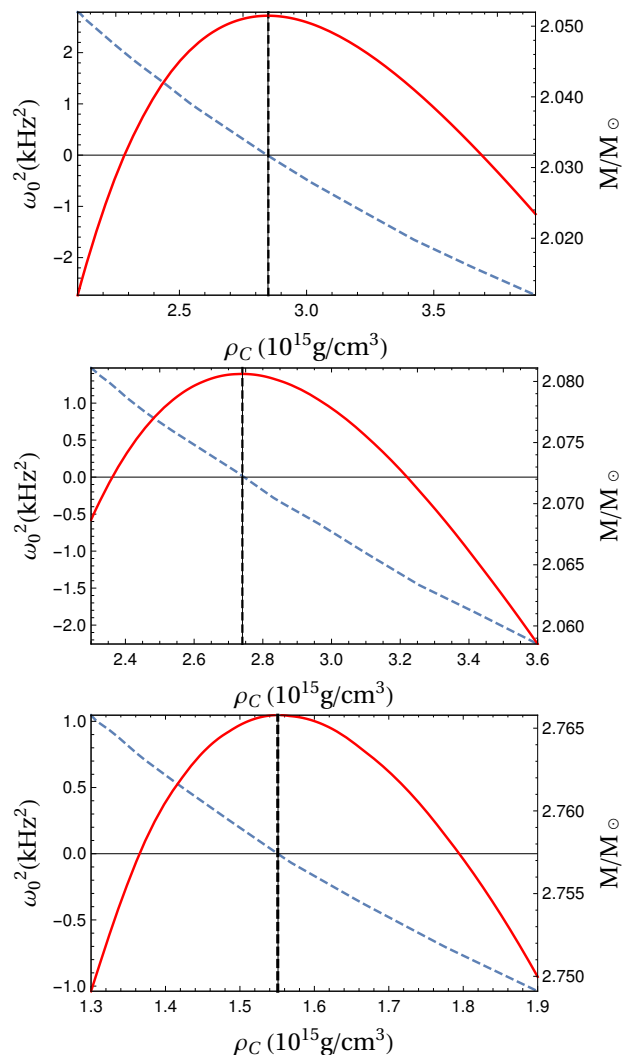 2
1
0
-1
-2
ω₀²(kHz²)
2.050
2.040
2.030
2.020
M/M☉
2.5 3.0 3.5
ρC (10¹⁵g/cm³)
1.0
0.5
0.0
-0.5
-1.0
-1.5
-2.0
ω₀²(kHz²)
2.080
2.075
2.070
2.065
2.060
M/M☉
2.4 2.6 2.8 3.0 3.2 3.4 3.6
ρC (10¹⁵g/cm³)
1.0
0.5
0.0
-0.5
-1.0
ω₀²(kHz²)
2.765
2.760
2.755
2.750
M/M☉
1.3 1.4 1.5 1.6 1.7 1.8 1.9
ρC (10¹⁵g/cm³)